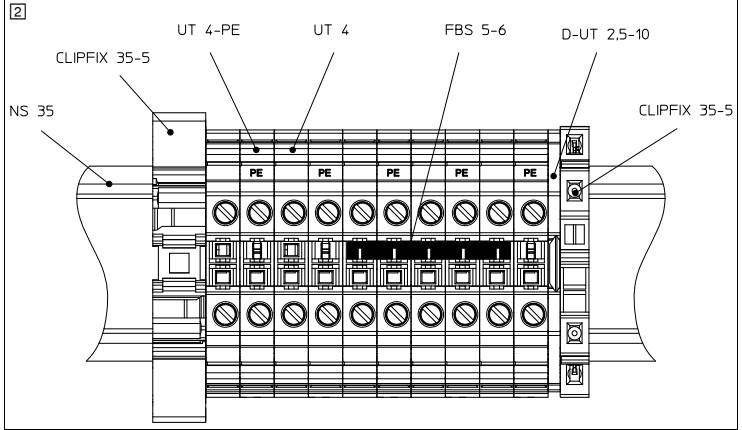 2
UT 4-PE
UT 4
FBS 5-6
D-UT 2,5-10
CLIPFIX 35-5
NS 35
CLIPFIX 35-5
PE PE PE PE PE